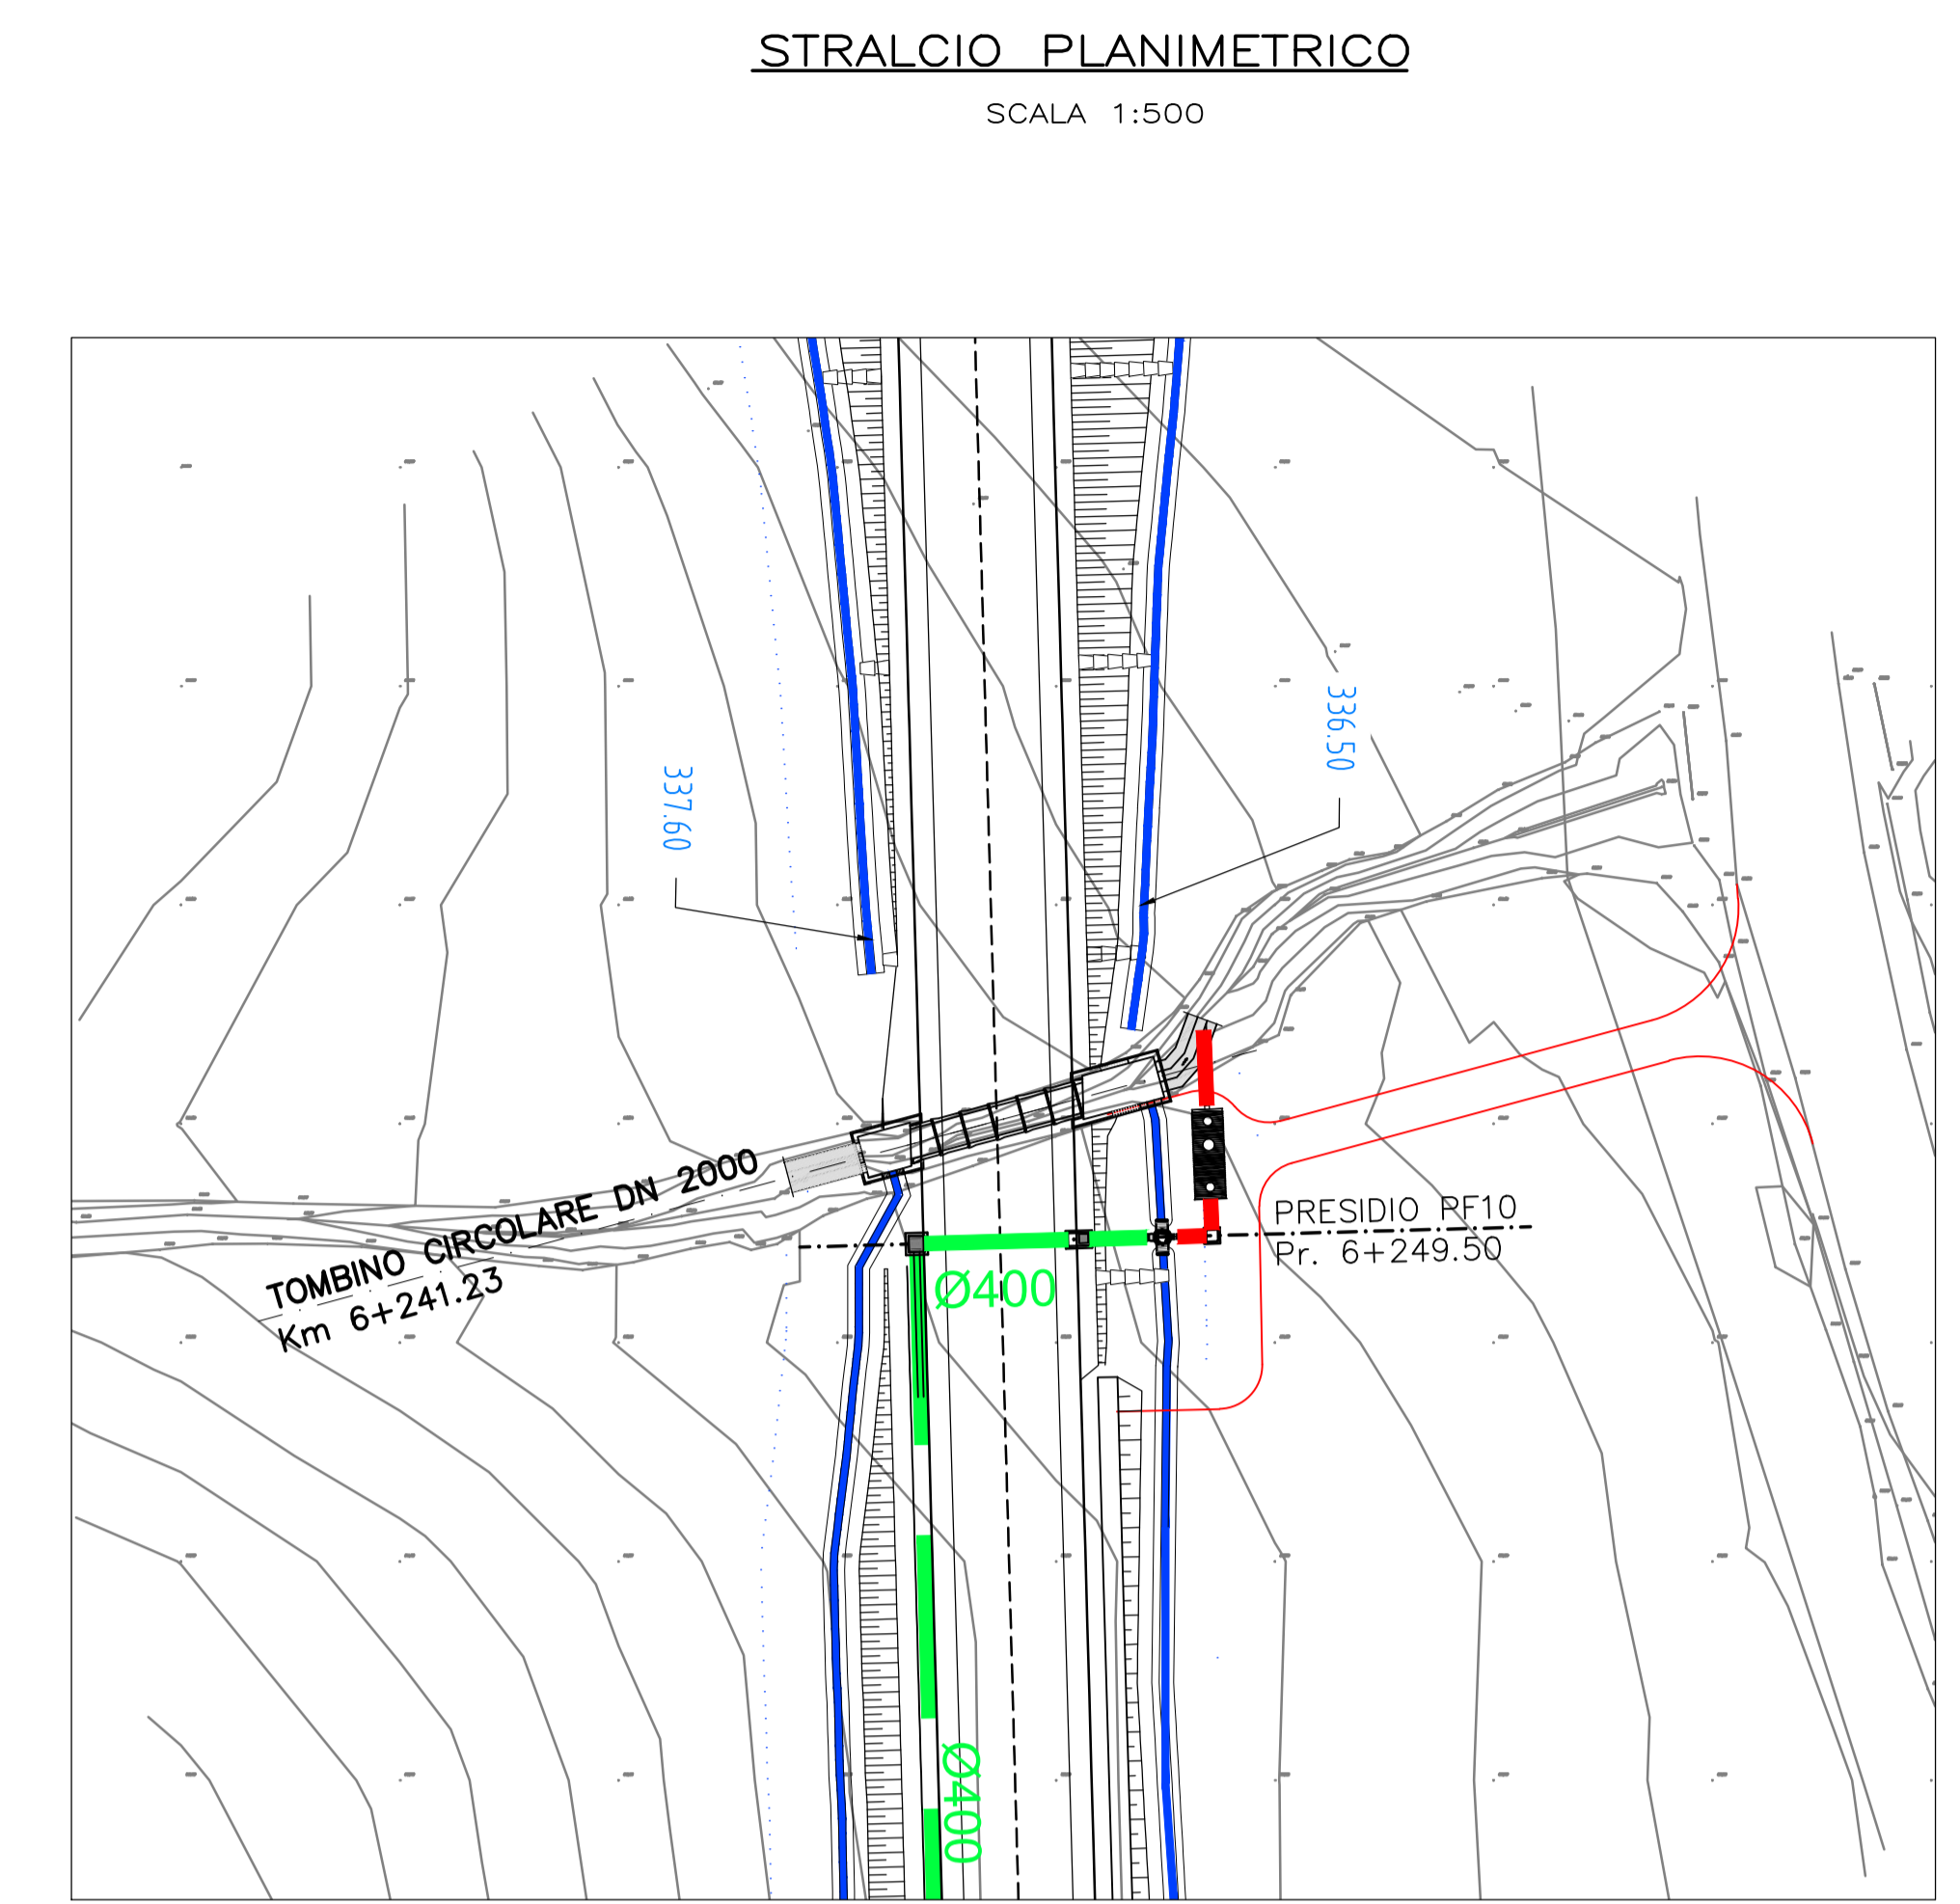 STRALCIO PLANIMETRICO
SCALA 1:500
336.50
337.60
TOMBINO CIRCOLARE DN 2000
Km 6+241.23
PRESIDIO PF10
Pr. 6+249.50
Ø400
Ø400